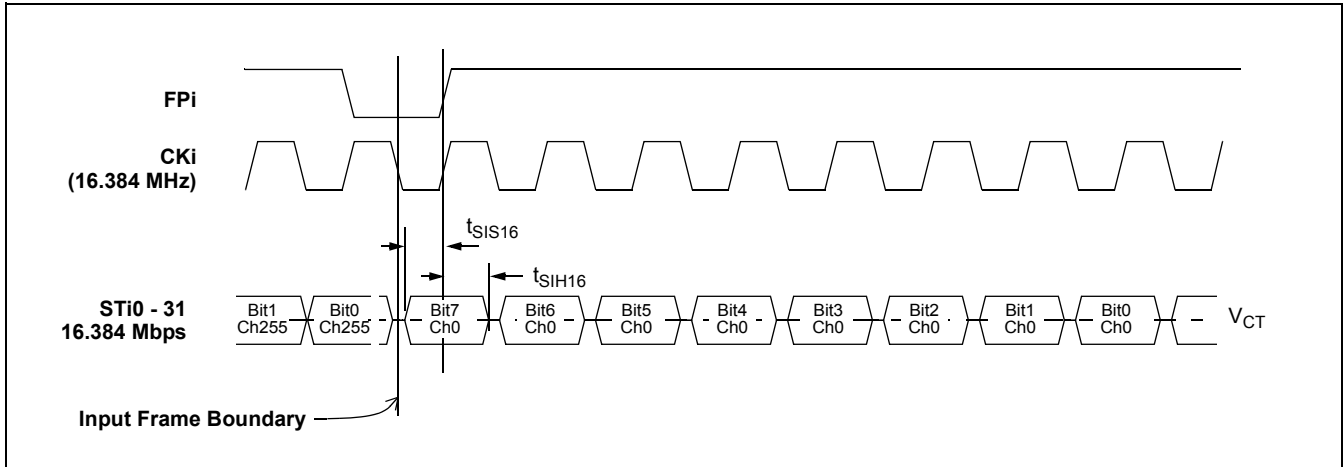 FPi
CKi
(16.384 MHz)
tSIS16
tSIH16
STi0 - 31
16.384 Mbps
Bit1 Bit0 Bit7 Bit6 Bit5 Bit4 Bit3 Bit2 Bit1 Bit0
Ch255 Ch255 Ch0 Ch0 Ch0 Ch0 Ch0 Ch0 Ch0 Ch0
VCT
Input Frame Boundary